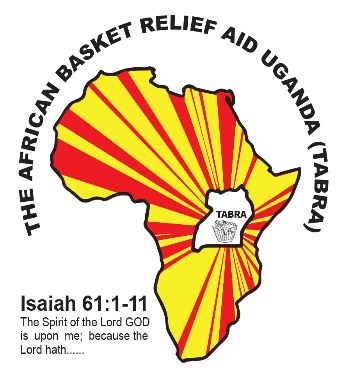 THE AFRICAN BASKET RELIEF AID UGANDA (TABRA)
TABRA
Isaiah 61:1-11
The Spirit of the Lord GOD
is upon me; because the
Lord hath......